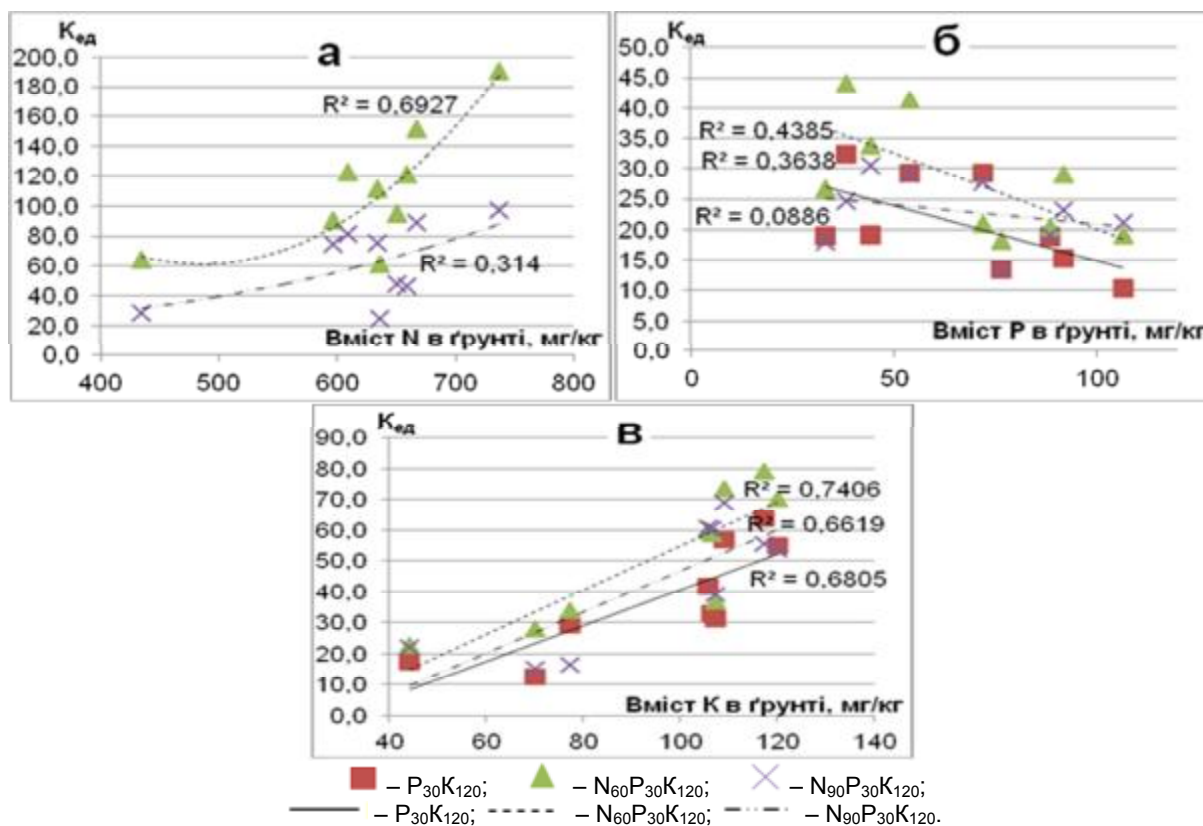 Кед
а
200,0
180,0
160,0
140,0
120,0
100,0
80,0
60,0
40,0
20,0
0,0
R² = 0,6927
R² = 0,314
Вміст N в ґрунті, мг/кг
400 500 600 700 800
Кед
б
50,0
45,0
40,0
35,0
30,0
25,0
20,0
15,0
10,0
5,0
0,0
R² = 0,4385
R² = 0,3638
R² = 0,0886
Вміст Р в ґрунті, мг/кг
0 50 100
Кед
в
90,0
80,0
70,0
60,0
50,0
40,0
30,0
20,0
10,0
0,0
R² = 0,7406
R² = 0,6619
R² = 0,6805
Вміст К в ґрунті, мг/кг
40 60 80 100 120 140
– P₃₀K₁₂₀; – N₆₀P₃₀K₁₂₀; – N₉₀P₃₀K₁₂₀;
– P₃₀K₁₂₀; – N₆₀P₃₀K₁₂₀; – N₉₀P₃₀K₁₂₀.